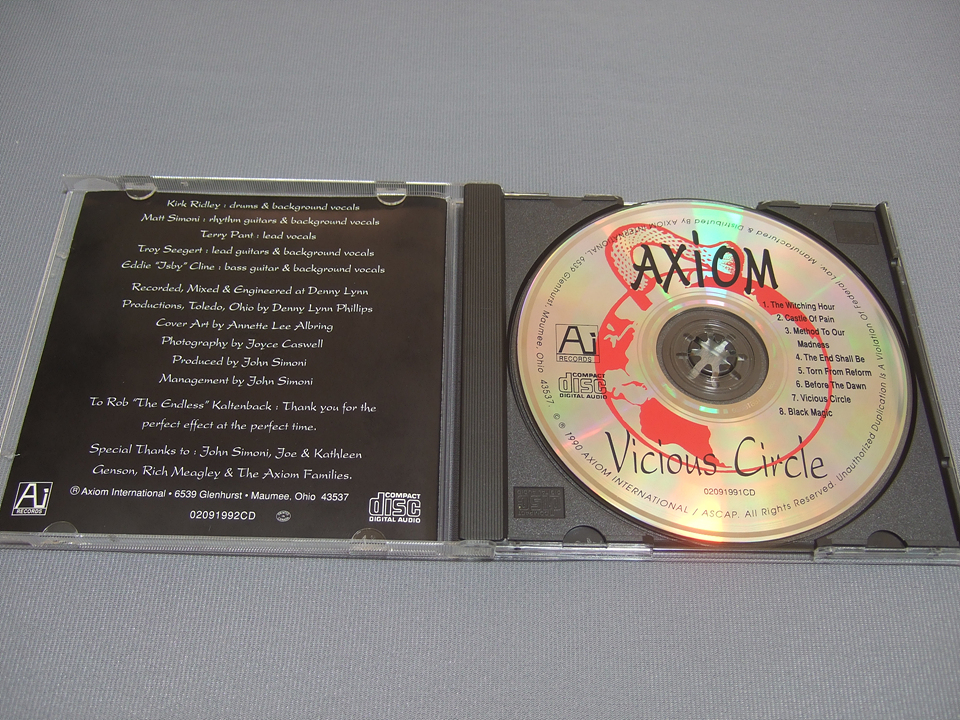 Kirk Ridley : drums & background vocals
Matt Simoni : rhythm guitars & background vocals
Terry Pant : lead vocals
Troy Seegert : lead guitars & background vocals
Eddie "Isby" Cline : bass guitar & background vocals
Recorded, Mixed & Engineered at Denny Lynn
Productions, Toledo, Ohio by Denny Lynn Phillips
Cover Art by Annette Lee Albring
Photography by Joyce Caswell
Produced by John Simoni
Management by John Simoni
To Rob "The Endless" Kaltenback : Thank you for the
perfect effect at the perfect time.
Special Thanks to : John Simoni, Joe & Kathleen
Genson, Rich Meagley & The Axiom Families.
Ai
RECORDS
℗ Axiom International • 6539 Glenhurst • Maumee, Ohio 43537
02091992CD
COMPACT
disc
DIGITAL AUDIO
AXIOM
1. The Witching Hour
2. Castle Of Pain
3. Method To Our
Madness
4. The End Shall Be
5. Torn From Reform
6. Before The Dawn
7. Vicious Circle
8. Black Magic
Ai
RECORDS
COMPACT
disc
DIGITAL AUDIO
Vicious Circle
02091991CD
© ℗ 1990 AXIOM INTERNATIONAL / ASCAP. All Rights Reserved. Unauthorized Duplication Is A Violation Of Federal Law. Manufactured & Distributed By AXIOM INTERNATIONAL, 6539 Glenhurst, Maumee, Ohio 43537.